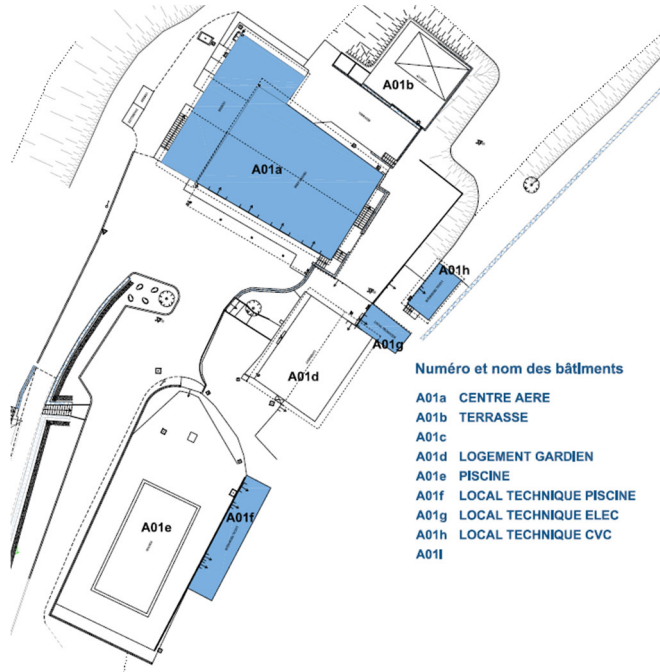 A01b
A01a
A01h
A01g
A01d
A01f
A01e
Numéro et nom des bâtiments
A01a CENTRE AERE
A01b TERRASSE
A01c
A01d LOGEMENT GARDIEN
A01e PISCINE
A01f LOCAL TECHNIQUE PISCINE
A01g LOCAL TECHNIQUE ELEC
A01h LOCAL TECHNIQUE CVC
A01I